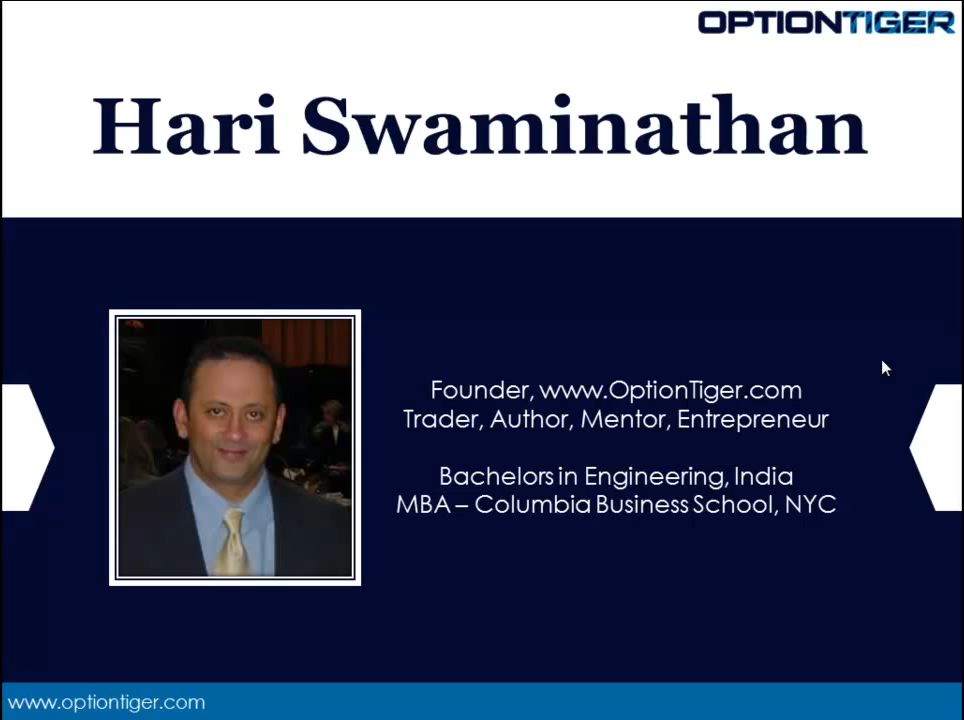 OPTIONTIGER
Hari Swaminathan
Founder, www.OptionTiger.com
Trader, Author, Mentor, Entrepreneur
Bachelors in Engineering, India
MBA – Columbia Business School, NYC
www.optiontiger.com